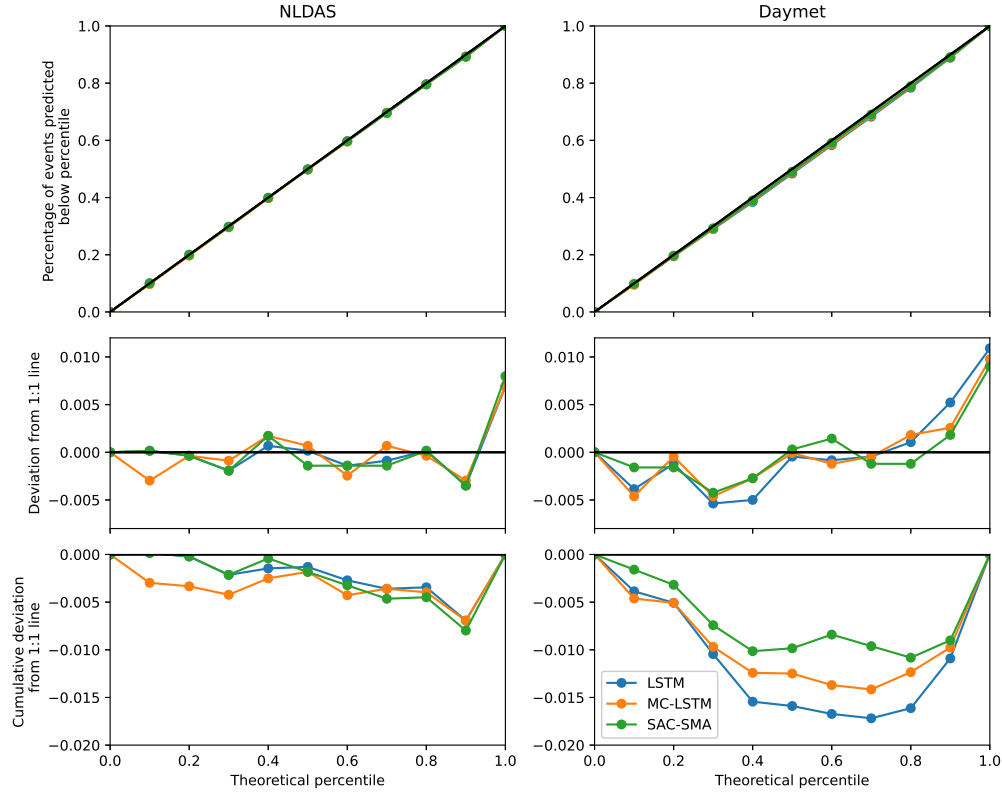 NLDAS
Daymet
Percentage of events predicted
below percentile
1.0
0.8
0.6
0.4
0.2
0.0
1.0
0.8
0.6
0.4
0.2
0.0
Deviation from 1:1 line
0.010
0.005
0.000
−0.005
0.010
0.005
0.000
−0.005
Cumulative deviation
from 1:1 line
0.000
−0.005
−0.010
−0.015
−0.020
0.000
−0.005
−0.010
−0.015
−0.020
LSTM
MC-LSTM
SAC-SMA
0.0 0.2 0.4 0.6 0.8 1.0
0.0 0.2 0.4 0.6 0.8 1.0
Theoretical percentile
Theoretical percentile